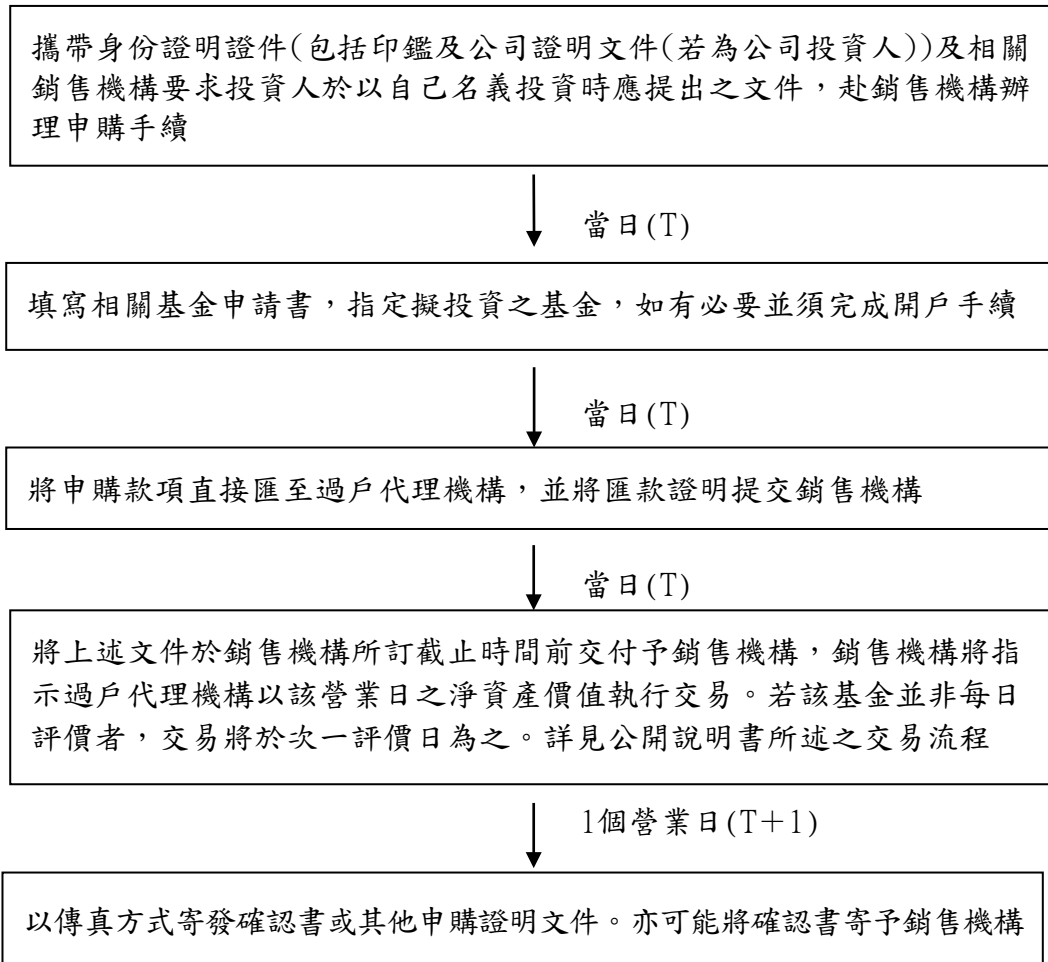 攜帶身份證明證件(包括印鑑及公司證明文件(若為公司投資人))及相關
銷售機構要求投資人於以自己名義投資時應提出之文件，赴銷售機構辦
理申購手續
當日(T)
填寫相關基金申請書，指定擬投資之基金，如有必要並須完成開戶手續
當日(T)
將申購款項直接匯至過戶代理機構，並將匯款證明提交銷售機構
當日(T)
將上述文件於銷售機構所訂截止時間前交付予銷售機構，銷售機構將指
示過戶代理機構以該營業日之淨資產價值執行交易。若該基金並非每日
評價者，交易將於次一評價日為之。詳見公開說明書所述之交易流程
1個營業日(T＋1)
以傳真方式寄發確認書或其他申購證明文件。亦可能將確認書寄予銷售機構